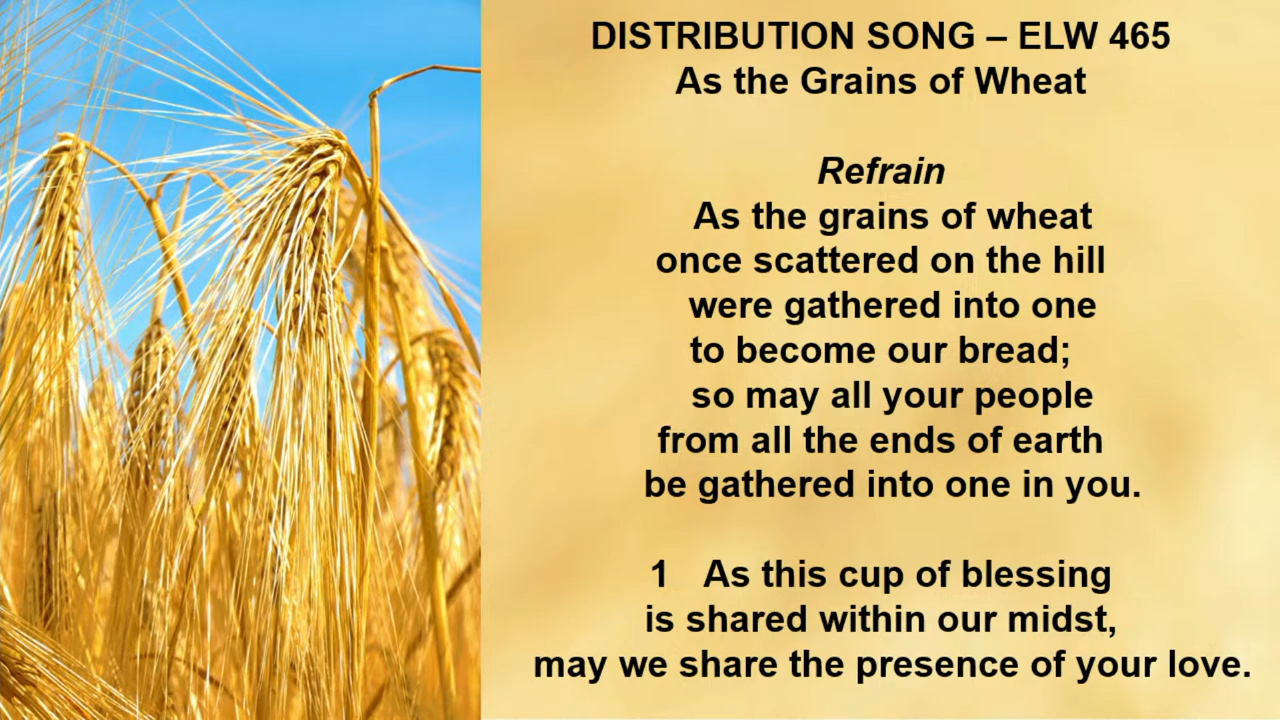 DISTRIBUTION SONG – ELW 465
As the Grains of Wheat
Refrain
As the grains of wheat
once scattered on the hill
were gathered into one
to become our bread;
so may all your people
from all the ends of earth
be gathered into one in you.
1 As this cup of blessing
is shared within our midst,
may we share the presence of your love.